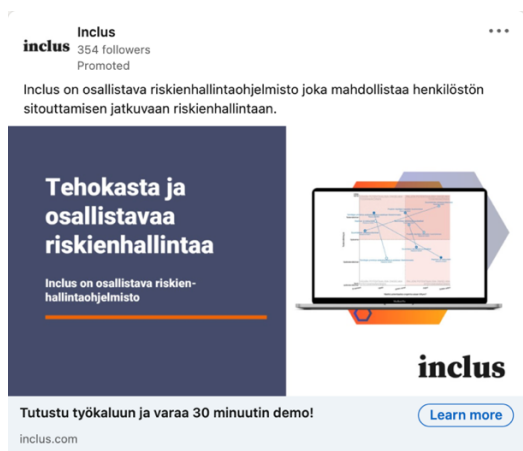 Inclus
inclus
354 followers
Promoted
Inclus on osallistava riskienhallintaohjelmisto joka mahdollistaa henkilöstön
sitouttamisen jatkuvaan riskienhallintaan.
Tehokasta ja
osallistavaa
riskienhallintaa
Inclus on osallistava riskien-
hallintaohjelmisto
inclus
Tutustu työkaluun ja varaa 30 minuutin demo!
Learn more
inclus.com